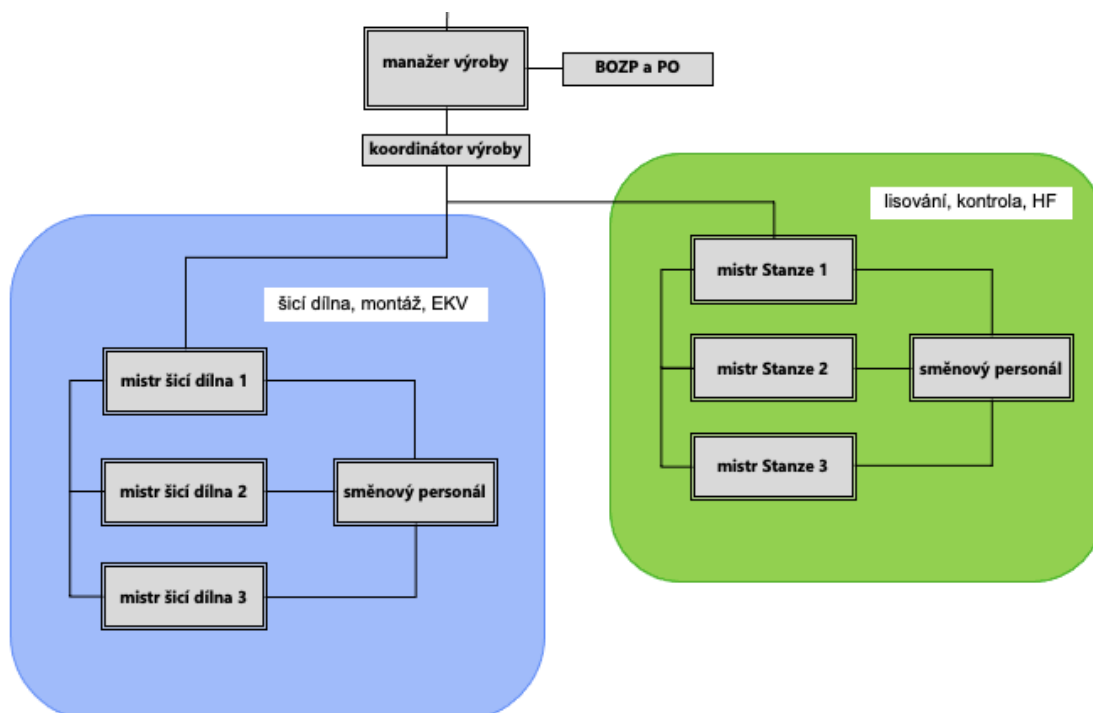 manažer výroby
BOZP a PO
koordinátor výroby
lisování, kontrola, HF
mistr Stanze 1
šicí dílna, montáž, EKV
mistr Stanze 2
směnový personál
mistr šicí dílna 1
mistr Stanze 3
mistr šicí dílna 2
směnový personál
mistr šicí dílna 3